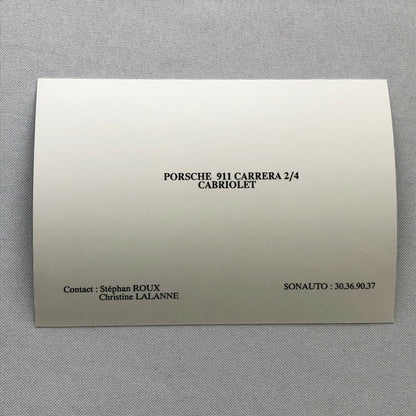 PORSCHE 911 CARRERA 2/4
CABRIOLET
Contact : Stéphan ROUX
Christine LALANNE
SONAUTO : 30.36.90.37